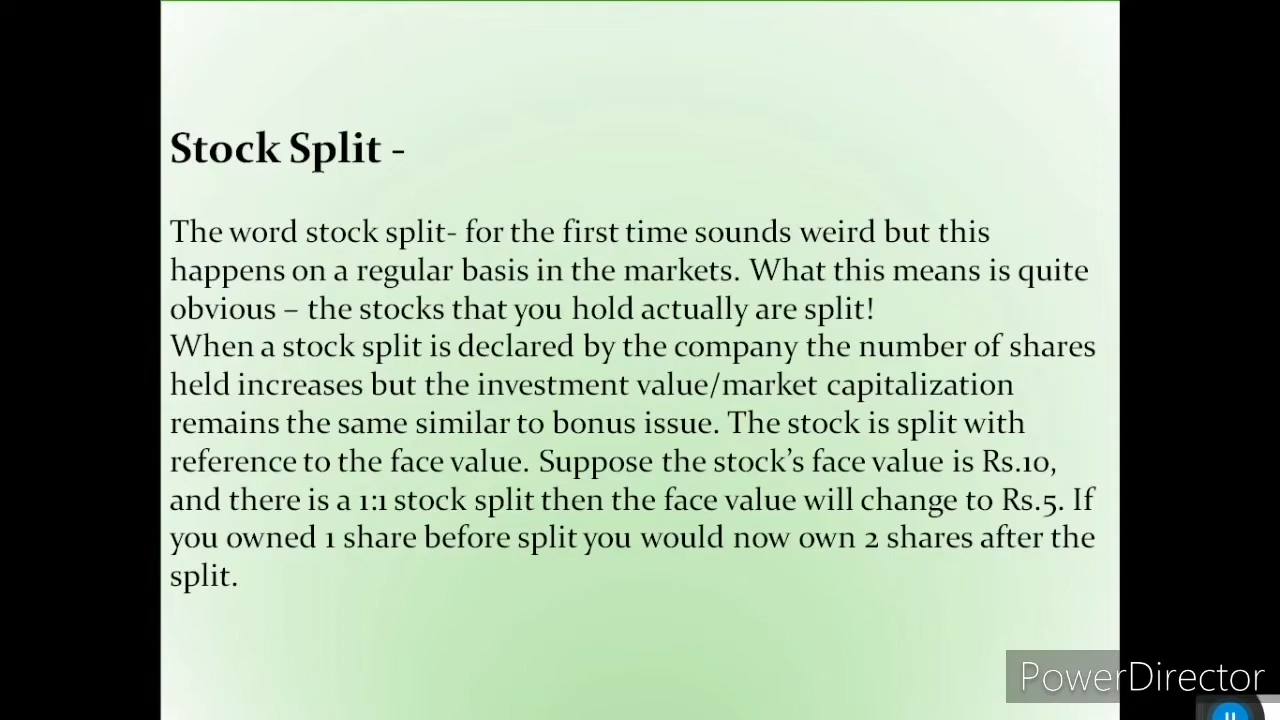 Stock Split -
The word stock split- for the first time sounds weird but this
happens on a regular basis in the markets. What this means is quite
obvious – the stocks that you hold actually are split!
When a stock split is declared by the company the number of shares
held increases but the investment value/market capitalization
remains the same similar to bonus issue. The stock is split with
reference to the face value. Suppose the stock’s face value is Rs.10,
and there is a 1:1 stock split then the face value will change to Rs.5. If
you owned 1 share before split you would now own 2 shares after the
split.
PowerDirector